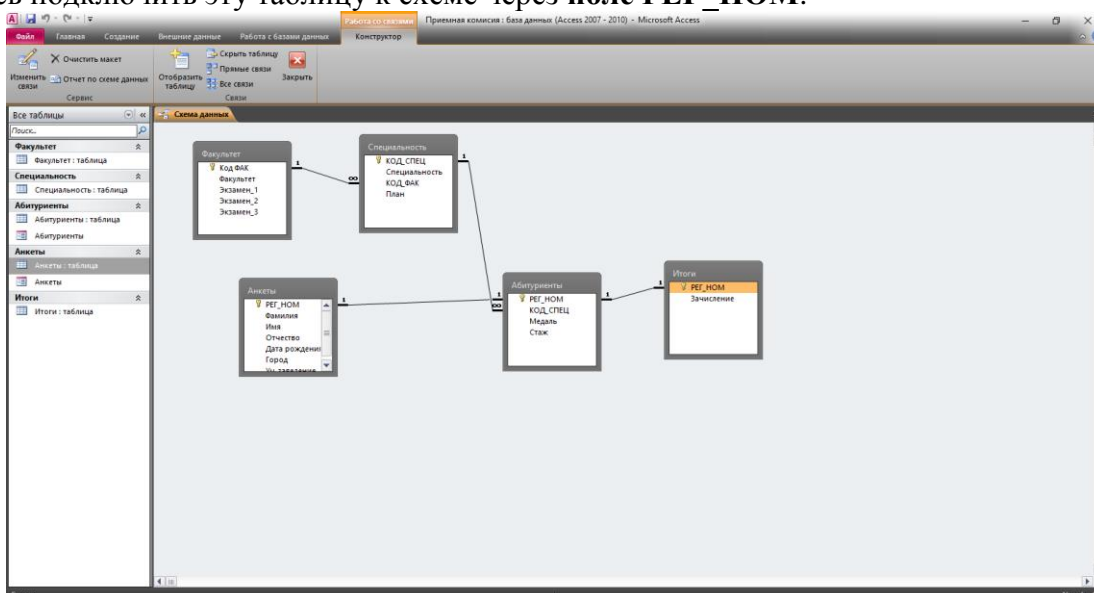 подключить эту таблицу к схеме через поле РЕГ_НОМ.
Работа со связями
Приемная комисия : база данных (Access 2007 - 2010) - Microsoft Access
Файл Главная Создание Внешние данные Работа с базами данных Конструктор
Изменить связи
Очистить макет
Отчет по схеме данных
Сервис
Отобразить таблицу
Скрыть таблицу
Прямые связи
Все связи
Связи
Закрыть
Все таблицы
Поиск...
Факультет
Факультет : таблица
Специальность
Специальность : таблица
Абитуриенты
Абитуриенты : таблица
Абитуриенты
Анкеты
Анкеты : таблица
Анкеты
Итоги
Итоги : таблица
Схема данных
Факультет
Код ФАК
Факультет
Экзамен_1
Экзамен_2
Экзамен_3
1
∞
Специальность
КОД_СПЕЦ
Специальность
КОД_ФАК
План
1
Анкеты
РЕГ_НОМ
Фамилия
Имя
Отчество
Дата рождения
Город
1
1
∞
Абитуриенты
РЕГ_НОМ
КОД_СПЕЦ
Медаль
Стаж
1
1
Итоги
РЕГ_НОМ
Зачисление